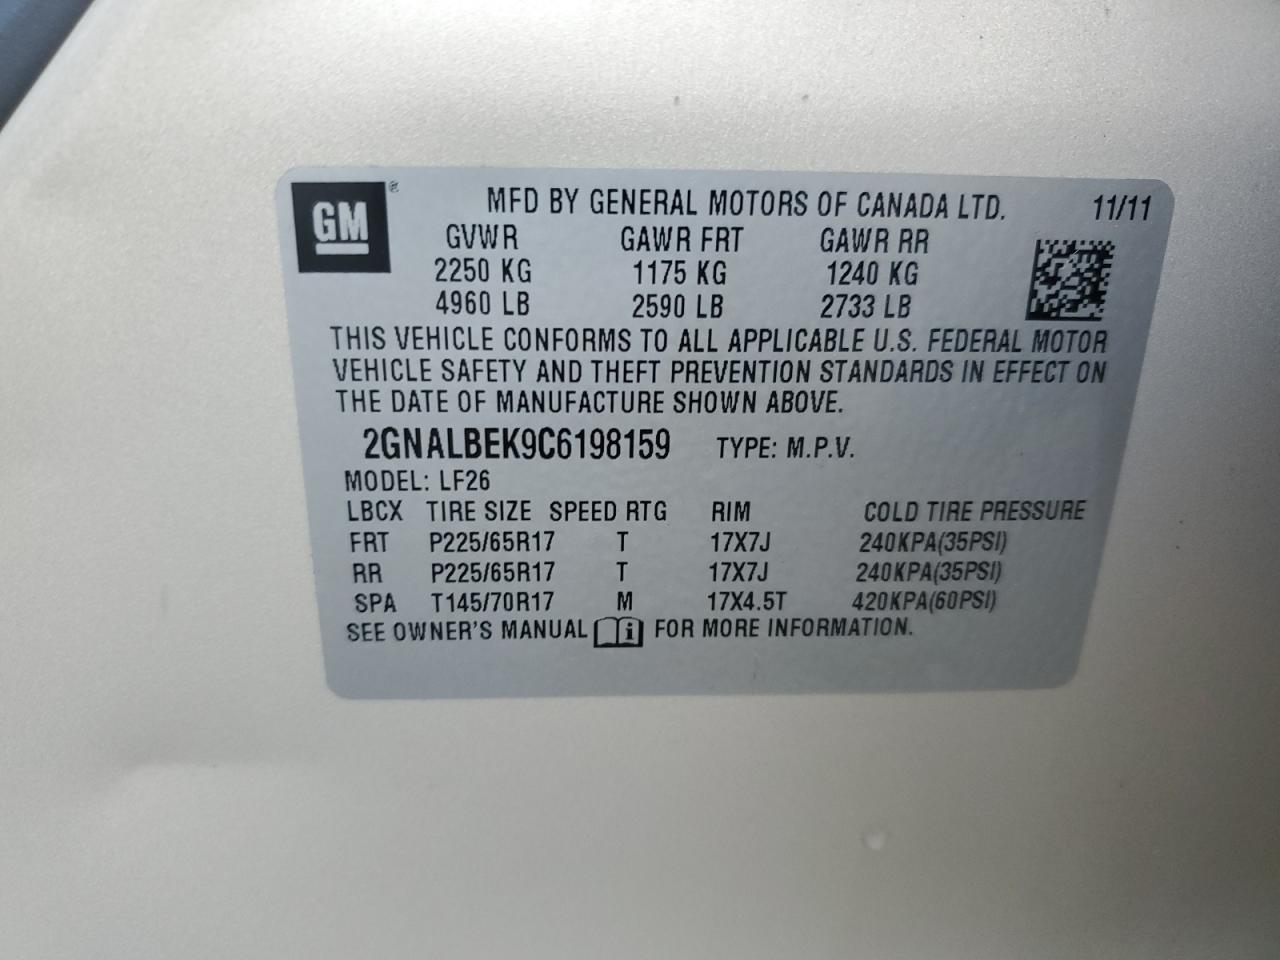 GM ®
MFD BY GENERAL MOTORS OF CANADA LTD. 11/11
GVWR GAWR FRT GAWR RR
2250 KG 1175 KG 1240 KG
4960 LB 2590 LB 2733 LB
THIS VEHICLE CONFORMS TO ALL APPLICABLE U.S. FEDERAL MOTOR
VEHICLE SAFETY AND THEFT PREVENTION STANDARDS IN EFFECT ON
THE DATE OF MANUFACTURE SHOWN ABOVE.
2GNALBEK9C6198159 TYPE: M.P.V.
MODEL: LF26
LBCX TIRE SIZE SPEED RTG RIM COLD TIRE PRESSURE
FRT P225/65R17 T 17X7J 240KPA(35PSI)
RR P225/65R17 T 17X7J 240KPA(35PSI)
SPA T145/70R17 M 17X4.5T 420KPA(60PSI)
SEE OWNER'S MANUAL i FOR MORE INFORMATION.